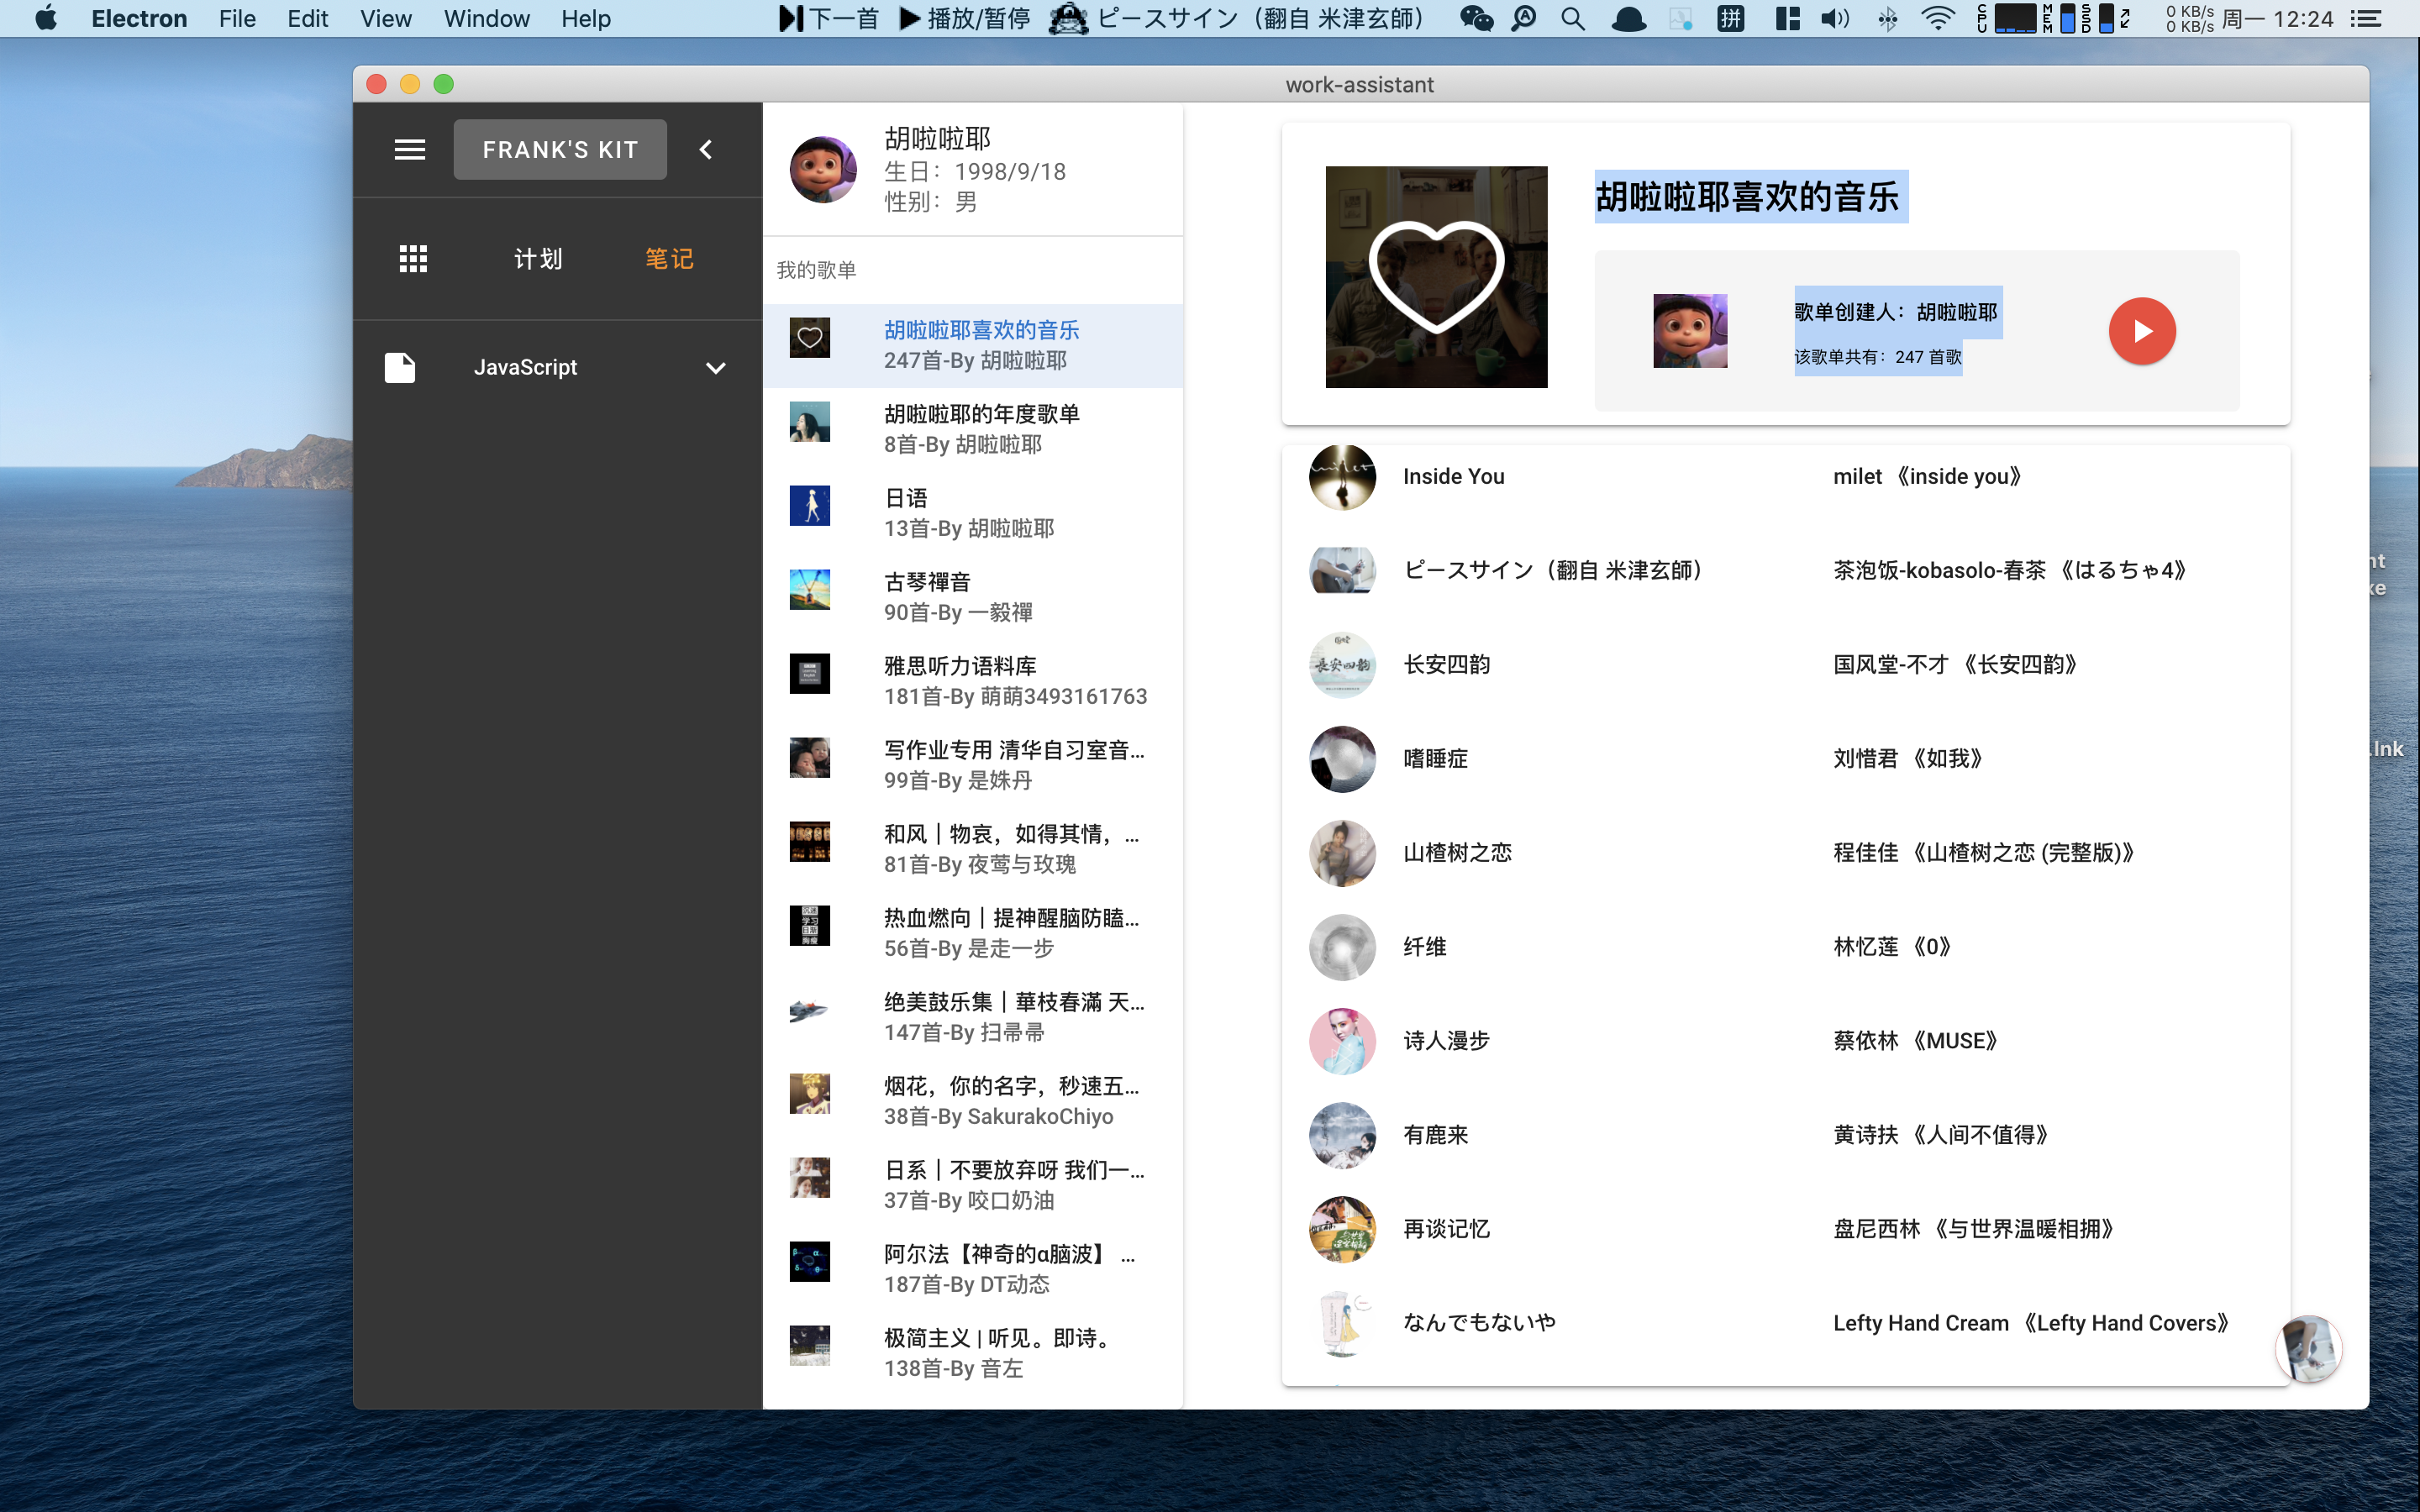 Electron File Edit View Window Help 下一首 播放/暂停 ピースサイン（翻自 米津玄師） 拼 CPU MEM SSD 0 KB/s 0 KB/s 周一 12:24
work-assistant
FRANK'S KIT
计划 笔记
JavaScript
胡啦啦耶
生日：1998/9/18
性别：男
我的歌单
胡啦啦耶喜欢的音乐
247首-By 胡啦啦耶
胡啦啦耶的年度歌单
8首-By 胡啦啦耶
日语
13首-By 胡啦啦耶
古琴禪音
90首-By 一毅禪
雅思听力语料库
181首-By 萌萌3493161763
写作业专用 清华自习室音...
99首-By 是姝丹
和风｜物哀，如得其情，...
81首-By 夜莺与玫瑰
热血燃向｜提神醒脑防瞌...
56首-By 是走一步
绝美鼓乐集｜華枝春滿 天...
147首-By 扫帚帚
烟花，你的名字，秒速五...
38首-By SakurakoChiyo
日系｜不要放弃呀 我们一...
37首-By 咬口奶油
阿尔法【神奇的α脑波】 ...
187首-By DT动态
极简主义 | 听见。即诗。
138首-By 音左
胡啦啦耶喜欢的音乐
歌单创建人：胡啦啦耶
该歌单共有：247 首歌
Inside You milet 《inside you》
ピースサイン（翻自 米津玄師） 茶泡饭-kobasolo-春茶 《はるちゃ4》
长安四韵 国风堂-不才 《长安四韵》
嗜睡症 刘惜君 《如我》
山楂树之恋 程佳佳 《山楂树之恋 (完整版)》
纤维 林忆莲 《0》
诗人漫步 蔡依林 《MUSE》
有鹿来 黄诗扶 《人间不值得》
再谈记忆 盘尼西林 《与世界温暖相拥》
なんでもないや Lefty Hand Cream 《Lefty Hand Covers》
.lnk